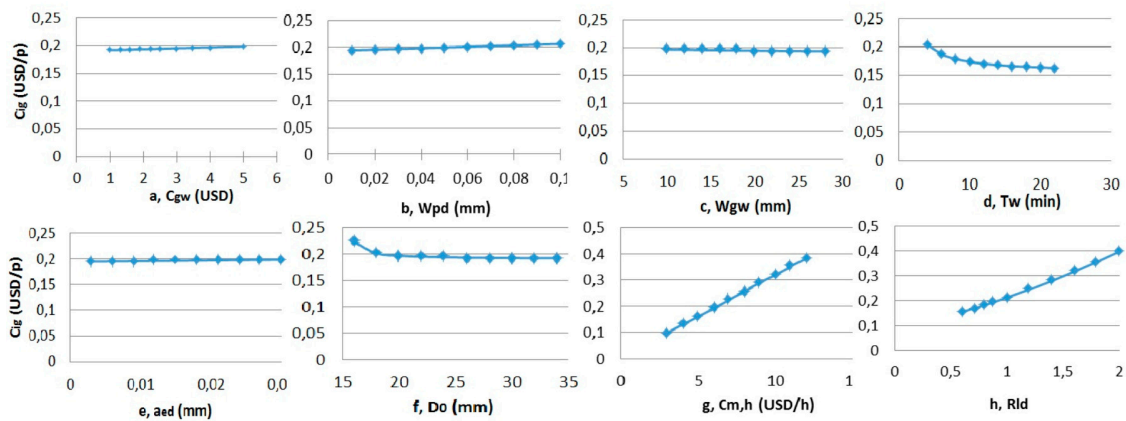 Cig (USD/p)
0,25
0,2
0,15
0,1
0,05
0
0 1 2 3 4 5 6
a, Cgw (USD)
0,25
0,2
0,15
0,1
0,05
0
0 0,02 0,04 0,06 0,08 0,1
b, Wpd (mm)
0,25
0,2
0,15
0,1
0,05
0
5 10 15 20 25 30
c, Wgw (mm)
0,25
0,2
0,15
0,1
0,05
0
0 10 20 30
d, Tw (min)
Cig (USD/p)
0,25
0,2
0,15
0,1
0,05
0
0 0,01 0,02 0,0
e, aed (mm)
0,25
0,2
0,15
0,1
0,05
0
15 20 25 30 35
f, D0 (mm)
0,5
0,4
0,3
0,2
0,1
0
0 5 10 1
g, Cm,h (USD/h)
0,5
0,4
0,3
0,2
0,1
0
0 0,5 1 1,5 2
h, Rld